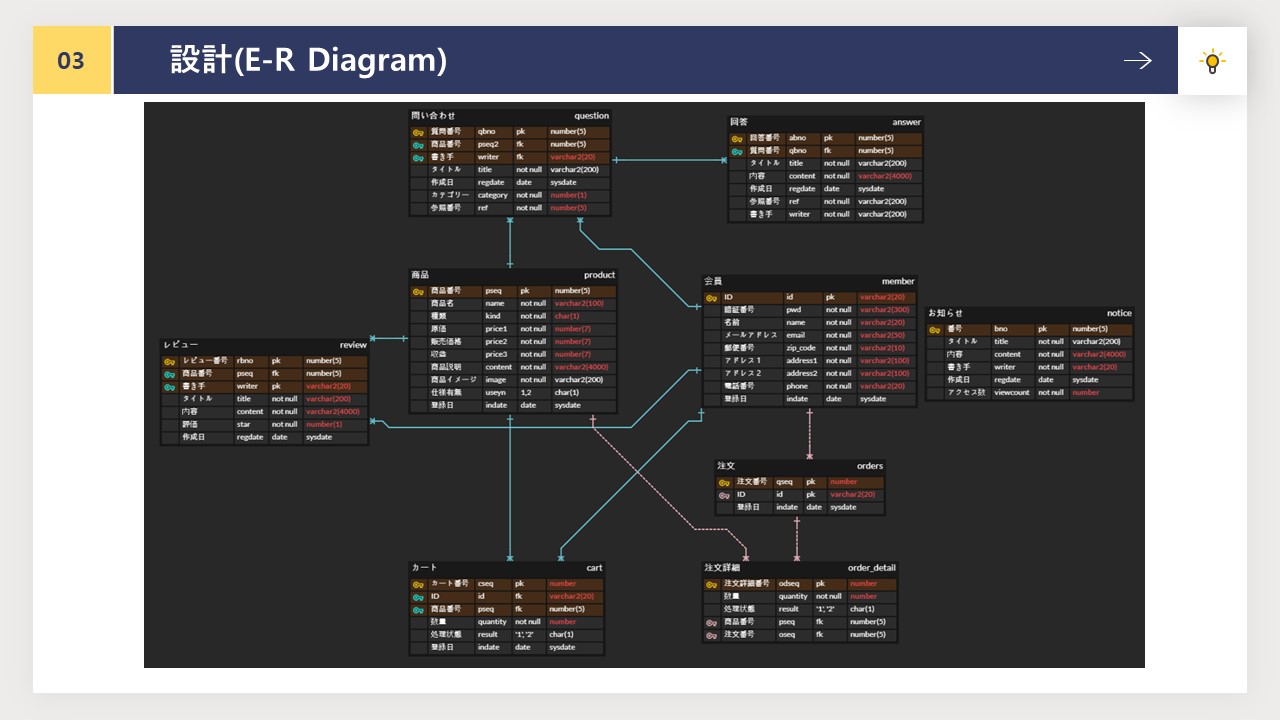 03
設計(E-R Diagram)
問い合わせ question
質問番号 qbno pk number(5)
商品番号 pseq2 fk number(5)
書き手 writer fk varchar2(20)
タイトル title not null varchar2(200)
作成日 regdate date sysdate
カテゴリー category not null number(1)
参照番号 ref not null number(5)
回答 answer
回答番号 abno pk number(5)
質問番号 qbno fk number(5)
タイトル title not null varchar2(200)
内容 content not null varchar2(4000)
作成日 regdate date sysdate
参照番号 ref not null varchar2(200)
書き手 writer not null varchar2(200)
商品 product
商品番号 pseq pk number(5)
商品名 name not null varchar2(100)
種類 kind not null char(1)
原価 price1 not null number(7)
販売価格 price2 not null number(7)
収益 price3 not null number(7)
商品説明 content not null varchar2(4000)
商品イメージ image not null varchar2(200)
仕様有無 useyn 1,2 char(1)
登録日 indate date sysdate
会員 member
ID id pk varchar2(20)
暗証番号 pwd not null varchar2(300)
名前 name not null varchar2(20)
メールアドレス email not null varchar2(50)
郵便番号 zip_code not null varchar2(10)
アドレス1 address1 not null varchar2(100)
アドレス2 address2 not null varchar2(100)
電話番号 phone not null varchar2(20)
登録日 indate date sysdate
お知らせ notice
番号 bno pk number(5)
タイトル title not null varchar2(200)
内容 content not null varchar2(4000)
書き手 writer not null varchar2(20)
作成日 regdate date sysdate
アクセス数 viewcount not null number
レビュー review
レビュー番号 rbno pk number(5)
商品番号 pseq fk number(5)
書き手 writer pk varchar2(20)
タイトル title not null varchar(200)
内容 content not null varchar2(4000)
評価 star not null number(1)
作成日 regdate date sysdate
注文 orders
注文番号 qseq pk number
ID id pk varchar2(20)
登録日 indate date sysdate
カート cart
カート番号 cseq pk number
ID id fk varchar2(20)
商品番号 pseq fk number(5)
数量 quantity not null number
処理状態 result '1','2' char(1)
登録日 indate date sysdate
注文詳細 order_detail
注文詳細番号 odseq pk number
数量 quantity not null number
処理状態 result '1','2' char(1)
商品番号 pseq fk number(5)
注文番号 oseq fk number(5)